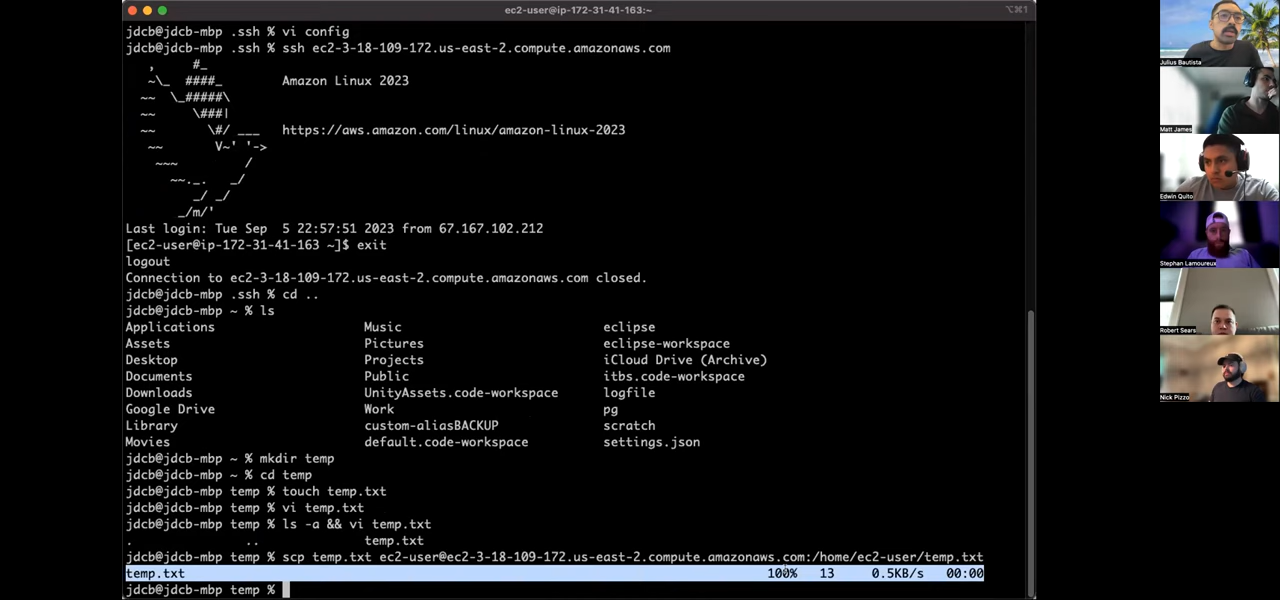 ec2-user@ip-172-31-41-163:~
⌥⌘1
jdcb@jdcb-mbp .ssh % vi config
jdcb@jdcb-mbp .ssh % ssh ec2-3-18-109-172.us-east-2.compute.amazonaws.com
   ,     #_
   ~\_  ####_        Amazon Linux 2023
  ~~  \_#####\
  ~~     \###|
  ~~       \#/ ___   https://aws.amazon.com/linux/amazon-linux-2023
   ~~       V~' '->
    ~~~         /
      ~~._.   _/
         _/ _/
       _/m/'
Last login: Tue Sep  5 22:57:51 2023 from 67.167.102.212
[ec2-user@ip-172-31-41-163 ~]$ exit
logout
Connection to ec2-3-18-109-172.us-east-2.compute.amazonaws.com closed.
jdcb@jdcb-mbp .ssh % cd ..
jdcb@jdcb-mbp ~ % ls
Applications Music eclipse
Assets Pictures eclipse-workspace
Desktop Projects iCloud Drive (Archive)
Documents Public itbs.code-workspace
Downloads UnityAssets.code-workspace logfile
Google Drive Work pg
Library custom-aliasBACKUP scratch
Movies default.code-workspace settings.json
jdcb@jdcb-mbp ~ % mkdir temp
jdcb@jdcb-mbp ~ % cd temp
jdcb@jdcb-mbp temp % touch temp.txt
jdcb@jdcb-mbp temp % vi temp.txt
jdcb@jdcb-mbp temp % ls -a && vi temp.txt
. .. temp.txt
jdcb@jdcb-mbp temp % scp temp.txt ec2-user@ec2-3-18-109-172.us-east-2.compute.amazonaws.com:/home/ec2-user/temp.txt
temp.txt 100% 13 0.5KB/s 00:00
jdcb@jdcb-mbp temp %
Julius Bautista
Matt James
Edwin Quito
Stephan Lamoureux
Robert Sears
Nick Pizzo